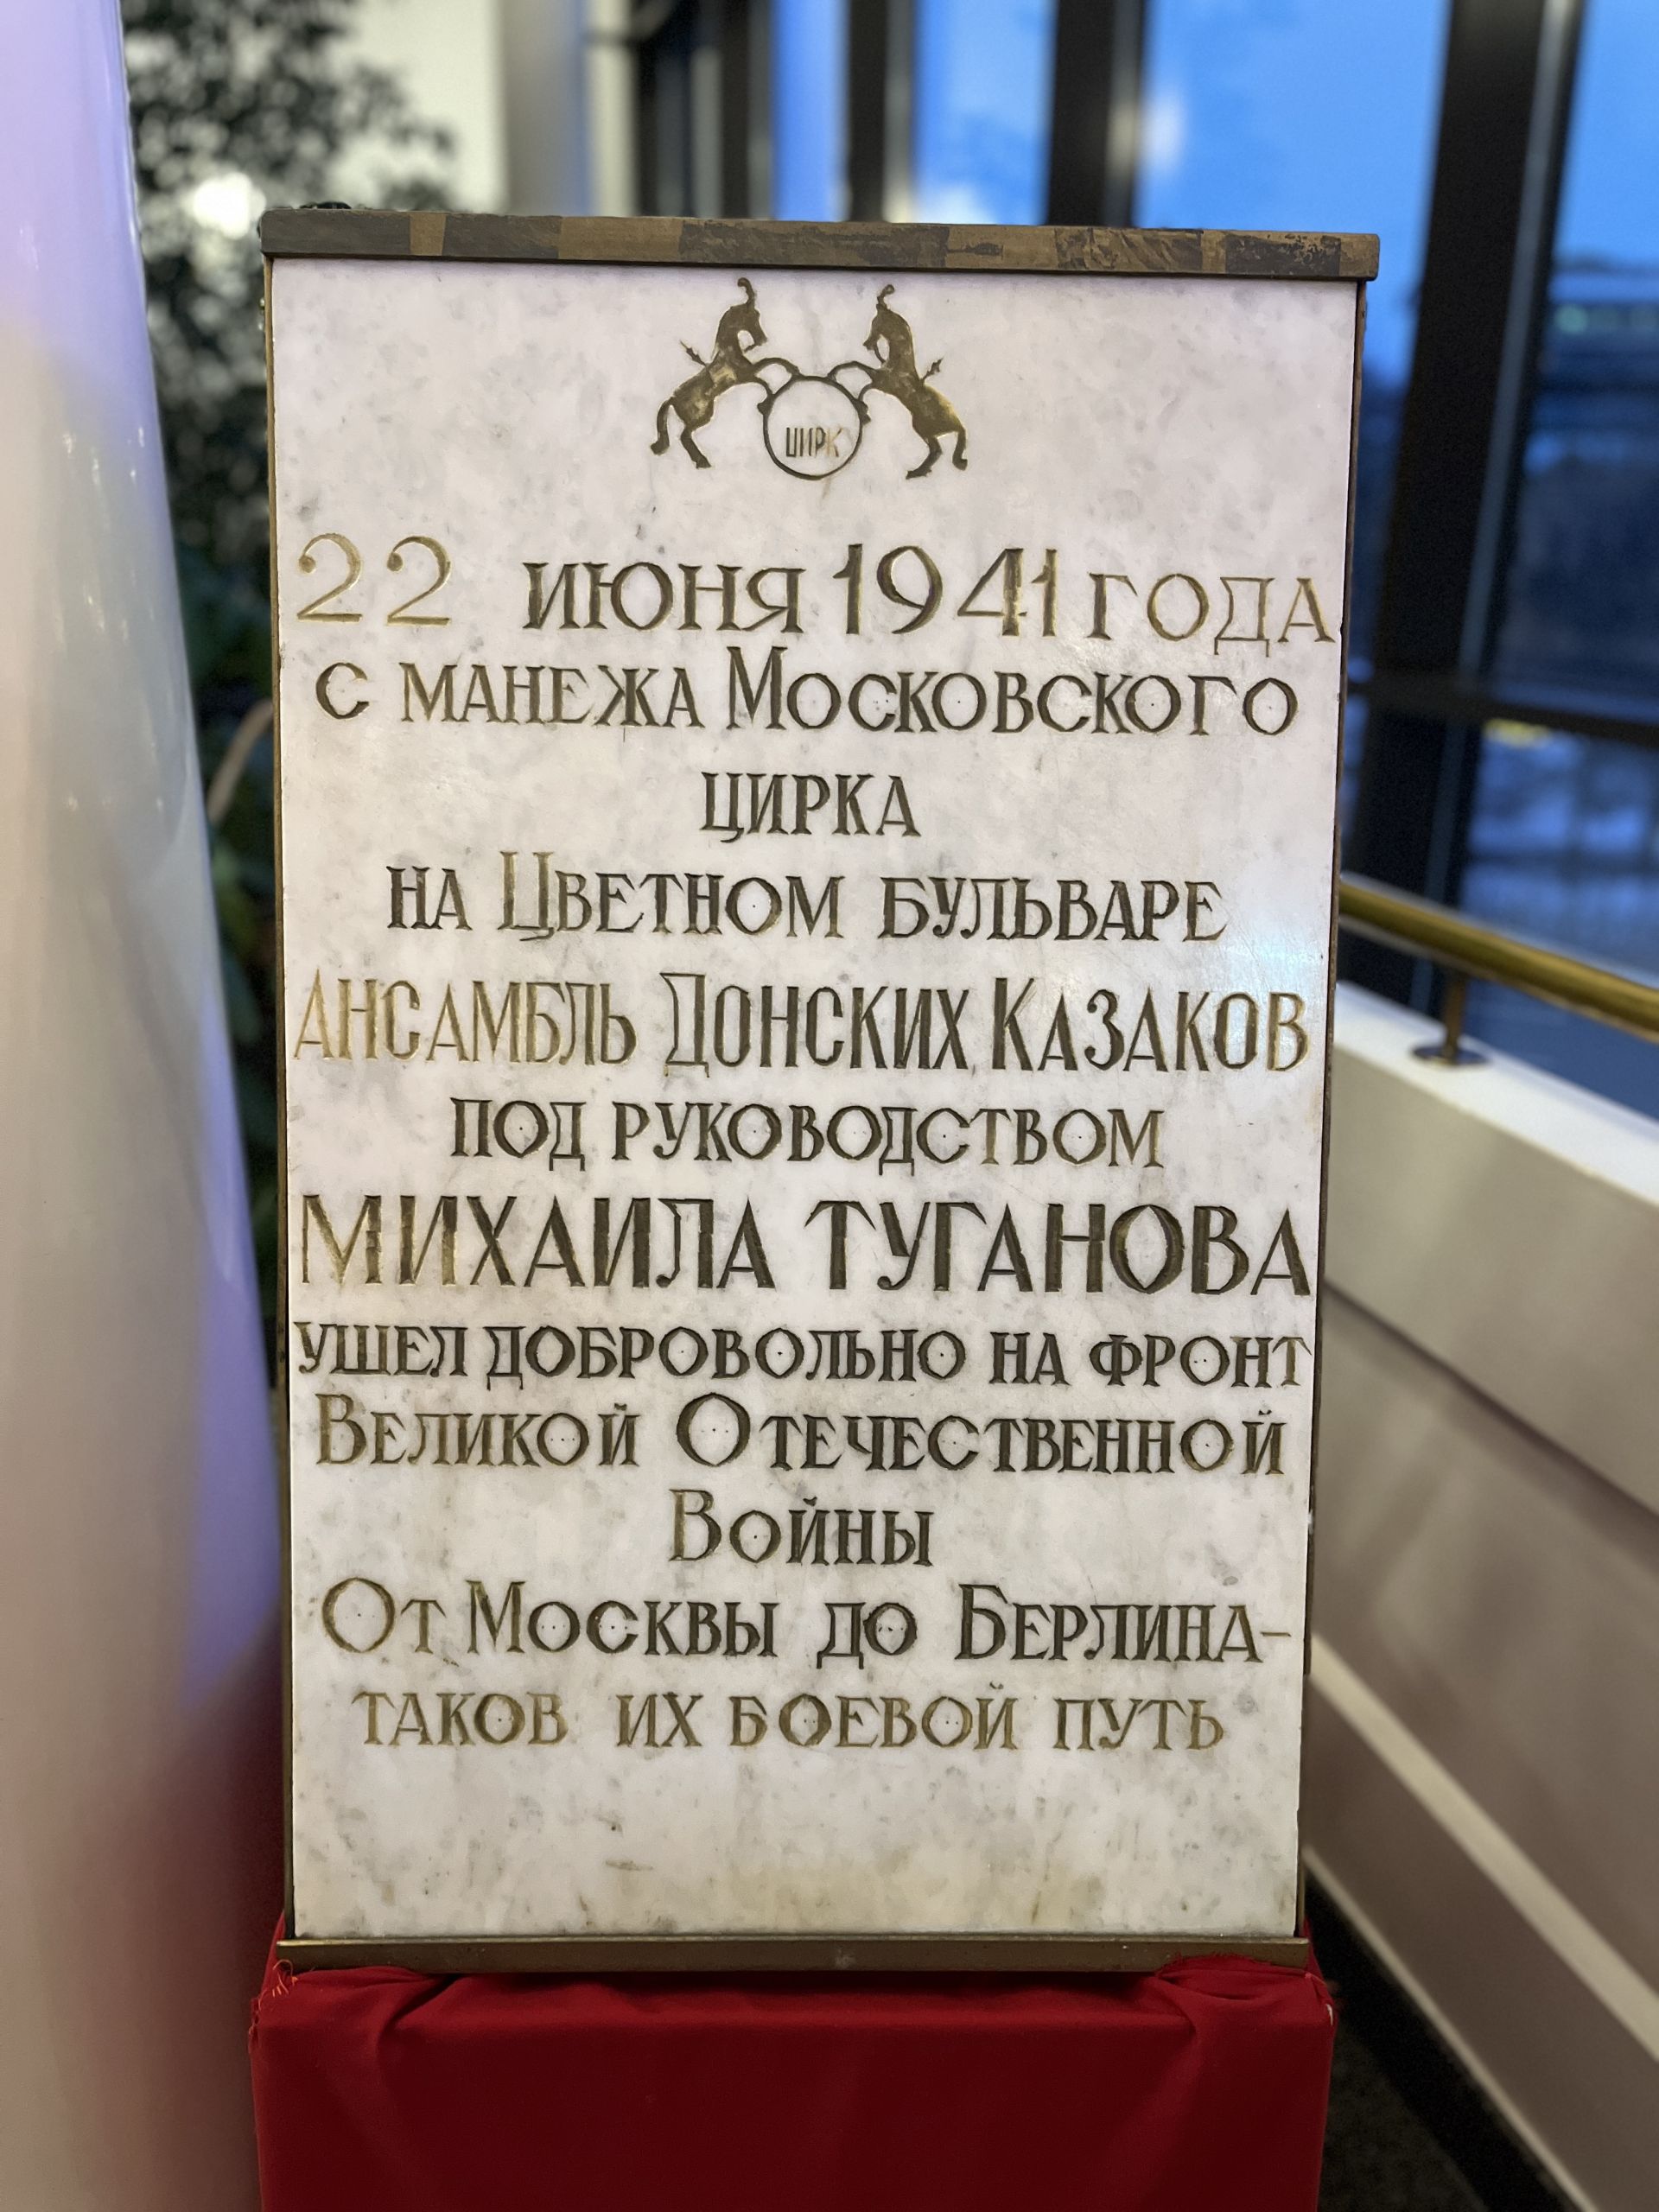 ЦИРК
22 ИЮНЯ 1941 ГОДА
С МАНЕЖА МОСКОВСКОГО
ЦИРКА
НА ЦВЕТНОМ БУЛЬВАРЕ
АНСАМБЛЬ ДОНСКИХ КАЗАКОВ
ПОД РУКОВОДСТВОМ
МИХАИЛА ТУГАНОВА
УШЕЛ ДОБРОВОЛЬНО НА ФРОНТ
ВЕЛИКОЙ ОТЕЧЕСТВЕННОЙ
ВОЙНЫ
ОТ МОСКВЫ ДО БЕРЛИНА-
ТАКОВ ИХ БОЕВОЙ ПУТЬ